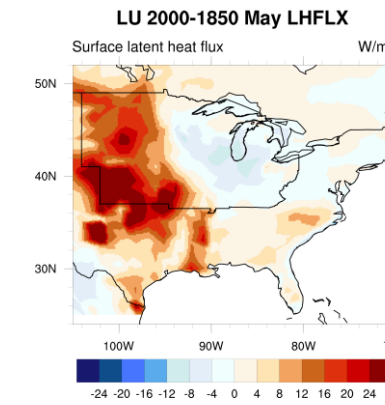 LU 2000-1850 May LHFLX
Surface latent heat flux W/m
50N
40N
30N
100W 90W 80W
-24 -20 -16 -12 -8 -4 0 4 8 12 16 20 24